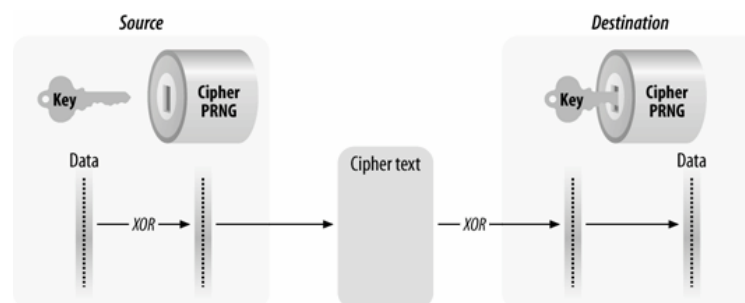 Source
Destination
Key
Cipher
PRNG
Key
Cipher
PRNG
Data
Cipher text
Data
XOR
XOR